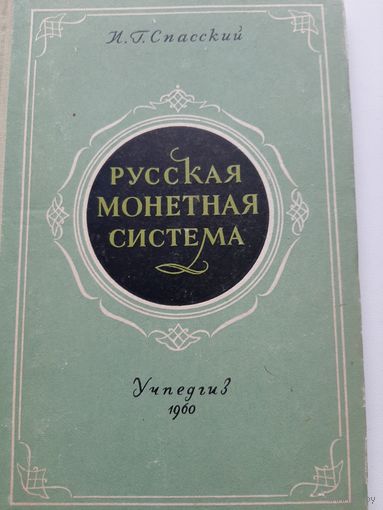 И. Г. Спасский
РУССКАЯ
МОНЕТНАЯ
СИСТЕМА
Учпедгиз
1960